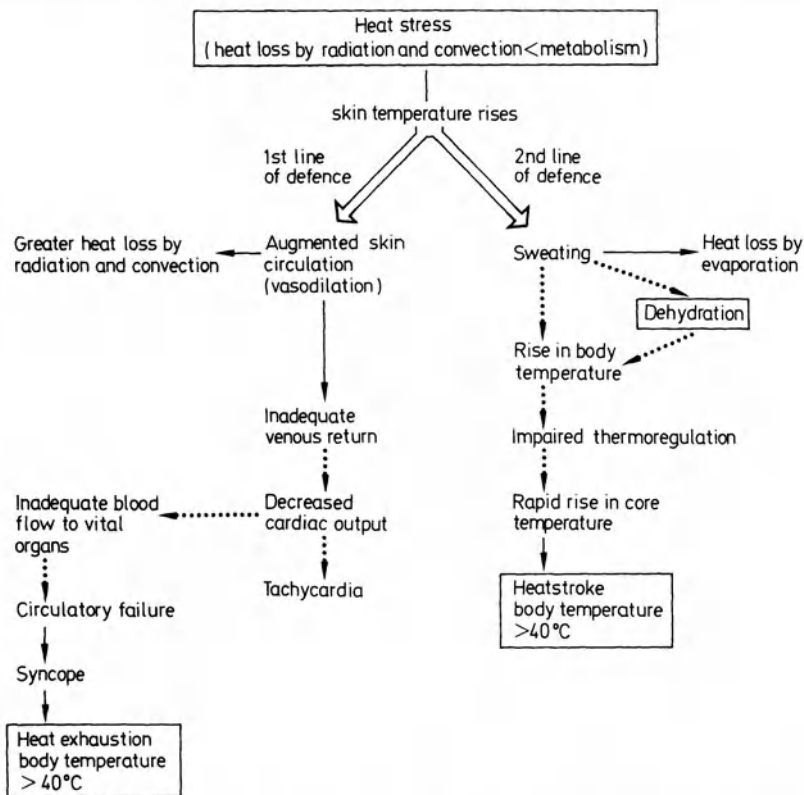 Heat stress
(heat loss by radiation and convection<metabolism)
skin temperature rises
1st line
of defence
2nd line
of defence
Greater heat loss by
radiation and convection
Augmented skin
circulation
(vasodilation)
Sweating
Heat loss by
evaporation
Dehydration
Rise in body
temperature
Inadequate
venous return
Impaired thermoregulation
Inadequate blood
flow to vital
organs
Decreased
cardiac output
Rapid rise in core
temperature
Tachycardia
Heatstroke
body temperature
>40°C
Circulatory failure
Syncope
Heat exhaustion
body temperature
> 40°C